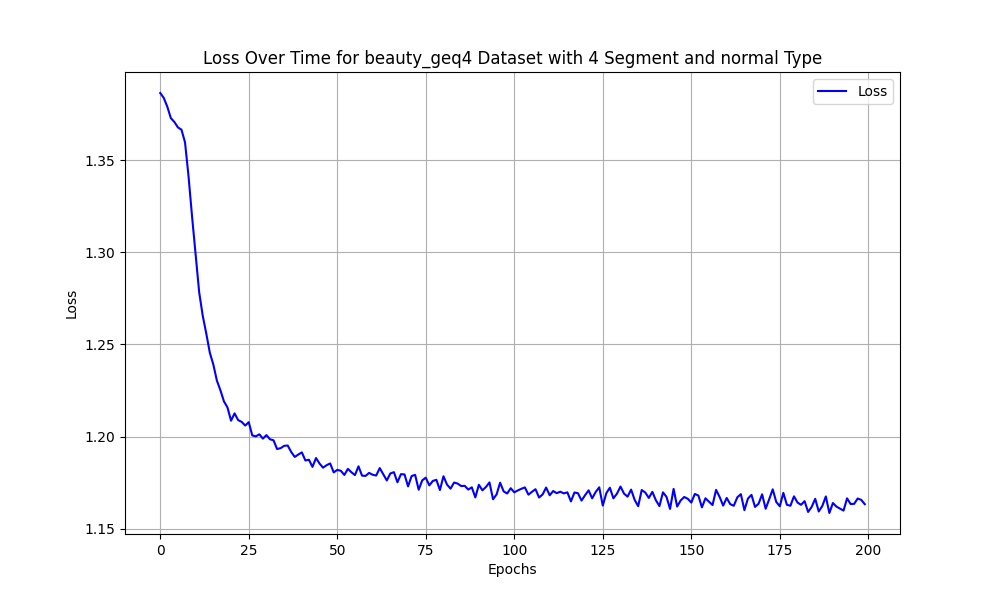 Loss Over Time for beauty_geq4 Dataset with 4 Segment and normal Type
Loss
1.35
1.30
1.25
1.20
1.15
Loss
0 25 50 75 100 125 150 175 200
Epochs